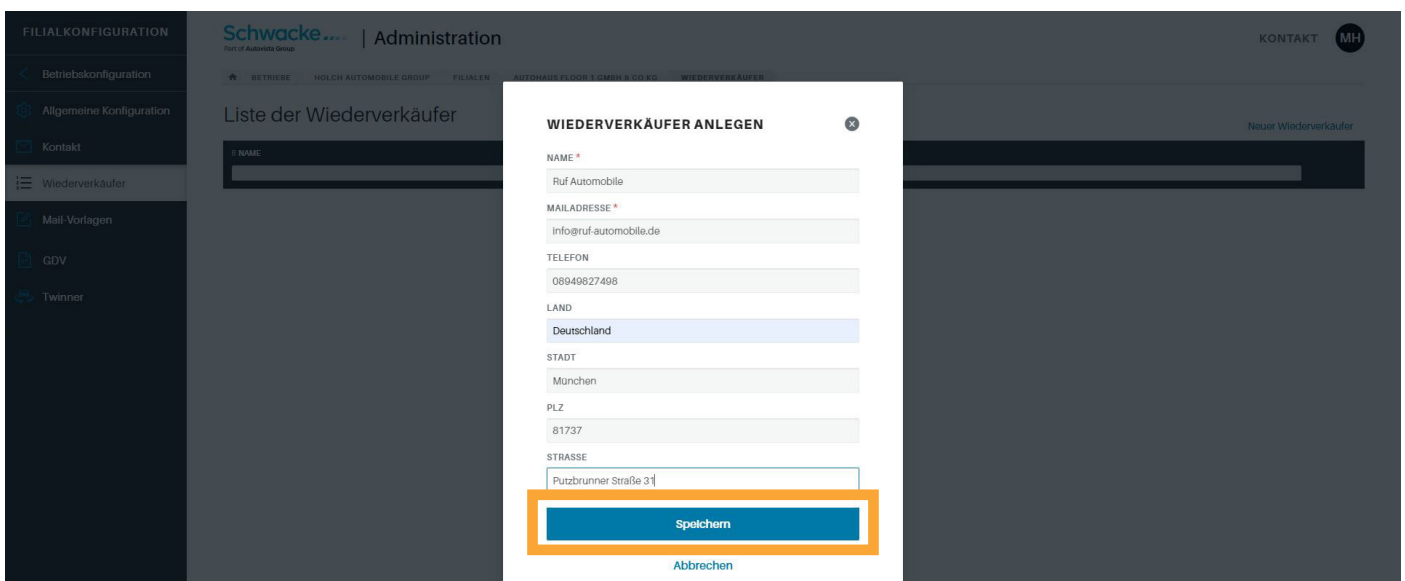 FILIALKONFIGURATION
Betriebskonfiguration
Allgemeine Konfiguration
Kontakt
Wiederverkäufer
Mail-Vorlagen
GDV
Twinner
Schwacke | Administration
Part of Autovista Group
KONTAKT MH
BETRIEBE HOLCH AUTOMOBILE GROUP FILIALEN AUTOHAUS FLOOR 1 GMBH & CO KG WIEDERVERKÄUFER
Liste der Wiederverkäufer
Neuer Wiederverkäufer
NAME
WIEDERVERKÄUFER ANLEGEN
NAME *
Ruf Automobile
MAILADRESSE *
info@ruf-automobile.de
TELEFON
08949827498
LAND
Deutschland
STADT
München
PLZ
81737
STRASSE
Putzbrunner Straße 31
Speichern
Abbrechen